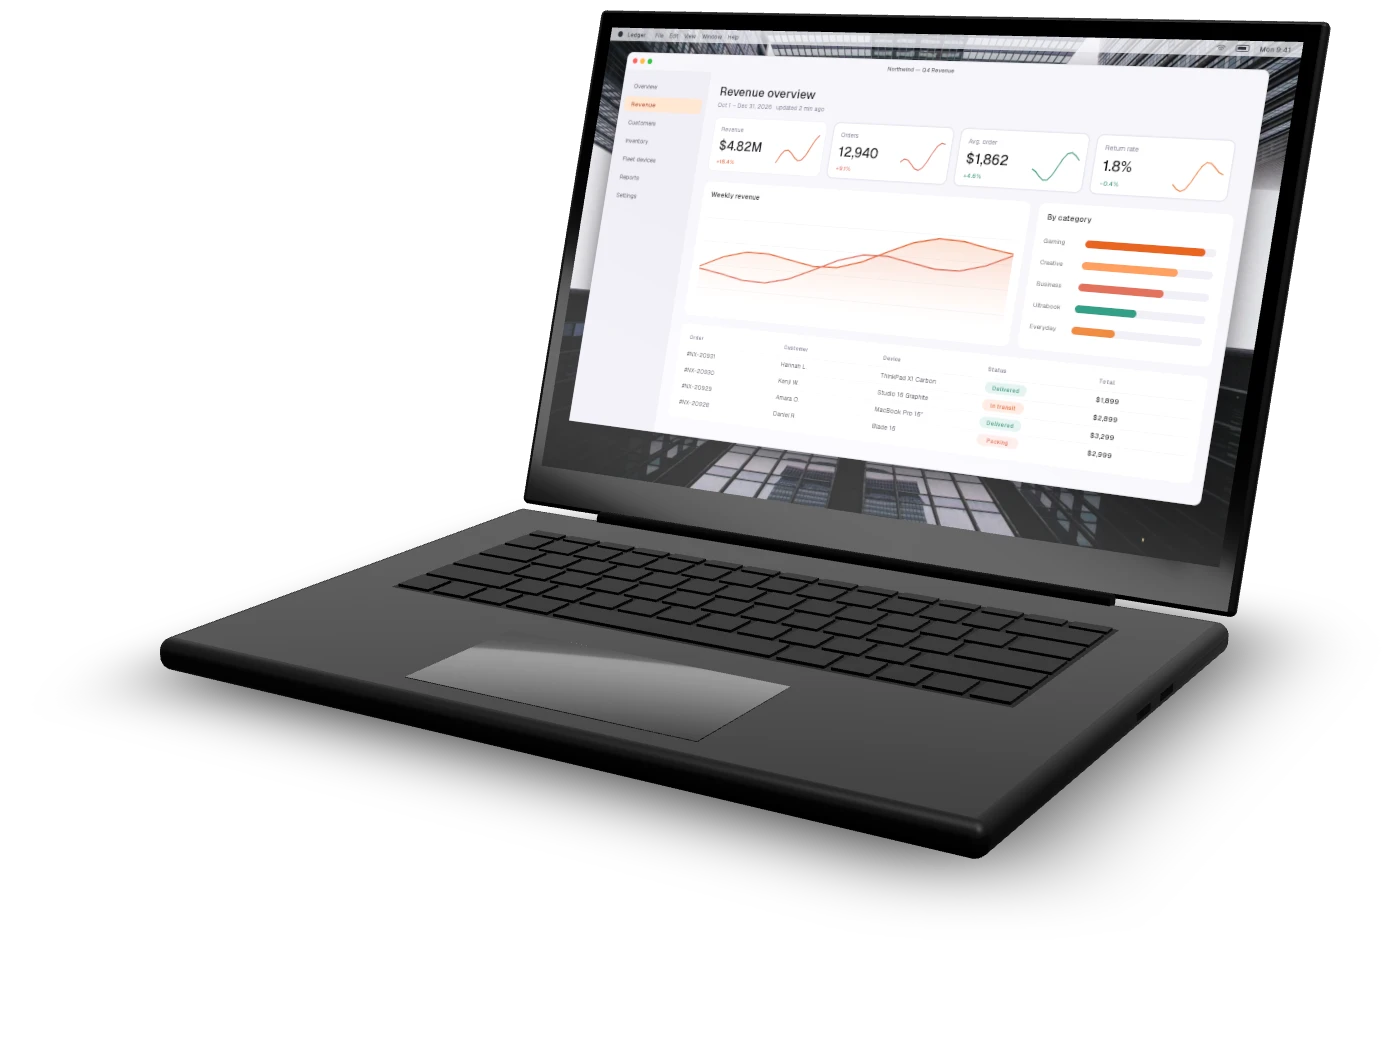 Ledger File Edit View Window Help
Mon 9:41
Northwind — Q4 Revenue
Overview
Revenue
Customers
Inventory
Fleet devices
Reports
Settings
Revenue overview
Oct 1 – Dec 31, 2026 · updated 2 min ago
Revenue
$4.82M
+18.4%
Orders
12,940
+9.1%
Avg. order
$1,862
+4.6%
Return rate
1.8%
-0.4%
Weekly revenue
By category
Gaming
Creative
Business
Ultrabook
Everyday
Order Customer Device Status Total
#NX-20931 Hannah L ThinkPad X1 Carbon Delivered $1,899
#NX-20930 Kenji W. Studio 16 Graphite In transit $2,899
#NX-20929 Amara O. MacBook Pro 16" Delivered $3,299
#NX-20928 Daniel R Blade 16 Packing $2,999